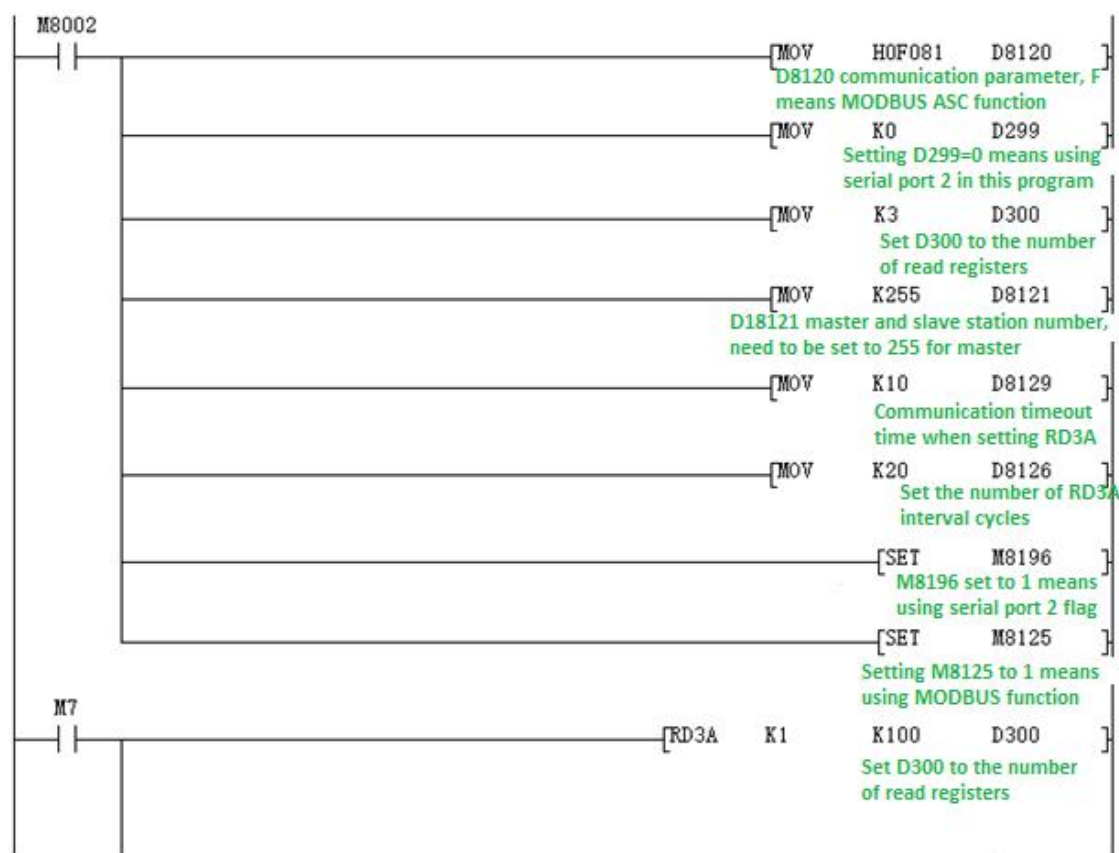 M8002
[MOV H0F081 D8120 ]
D8120 communication parameter, F
means MODBUS ASC function
[MOV K0 D299 ]
Setting D299=0 means using
serial port 2 in this program
[MOV K3 D300 ]
Set D300 to the number
of read registers
[MOV K255 D8121 ]
D18121 master and slave station number,
need to be set to 255 for master
[MOV K10 D8129 ]
Communication timeout
time when setting RD3A
[MOV K20 D8126 ]
Set the number of RD3A
interval cycles
[SET M8196 ]
M8196 set to 1 means
using serial port 2 flag
[SET M8125 ]
Setting M8125 to 1 means
using MODBUS function
M7
[RD3A K1 K100 D300 ]
Set D300 to the number
of read registers